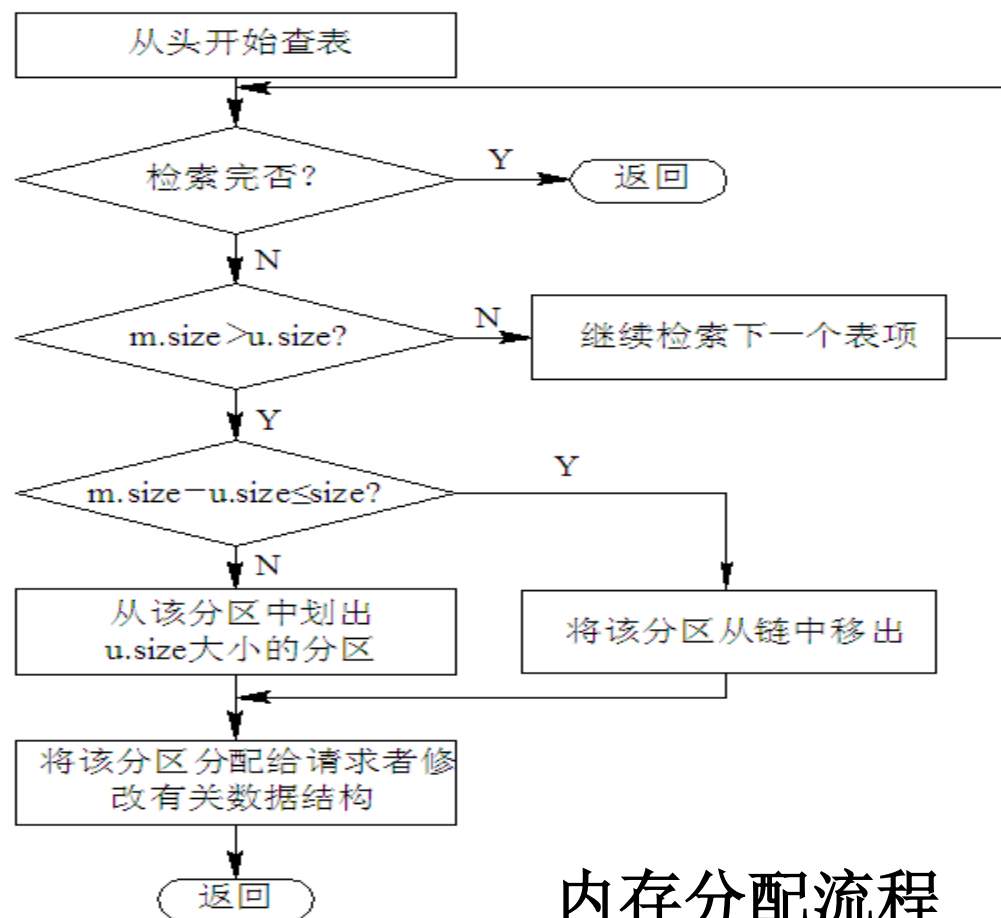 从头开始查表
检索完否?
Y
返回
N
m.size>u.size?
N
继续检索下一个表项
Y
m.size-u.size≤size?
Y
N
从该分区中划出
u.size大小的分区
将该分区从链中移出
将该分区分配给请求者修
改有关数据结构
返回
内存分配流程